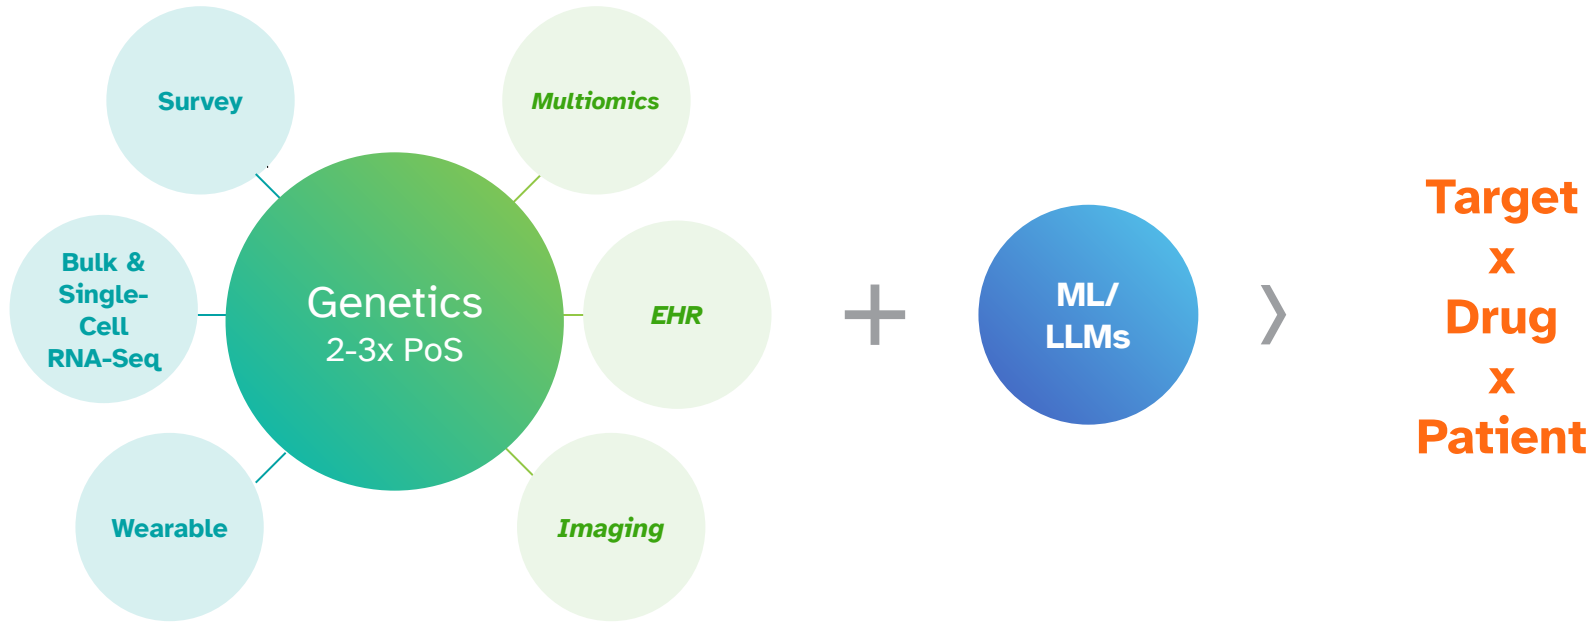 Survey
Multiomics
Bulk &
Single-
Cell
RNA-Seq
Genetics
2-3x PoS
EHR
Wearable
Imaging
+
ML/
LLMs
>
Target
x
Drug
x
Patient